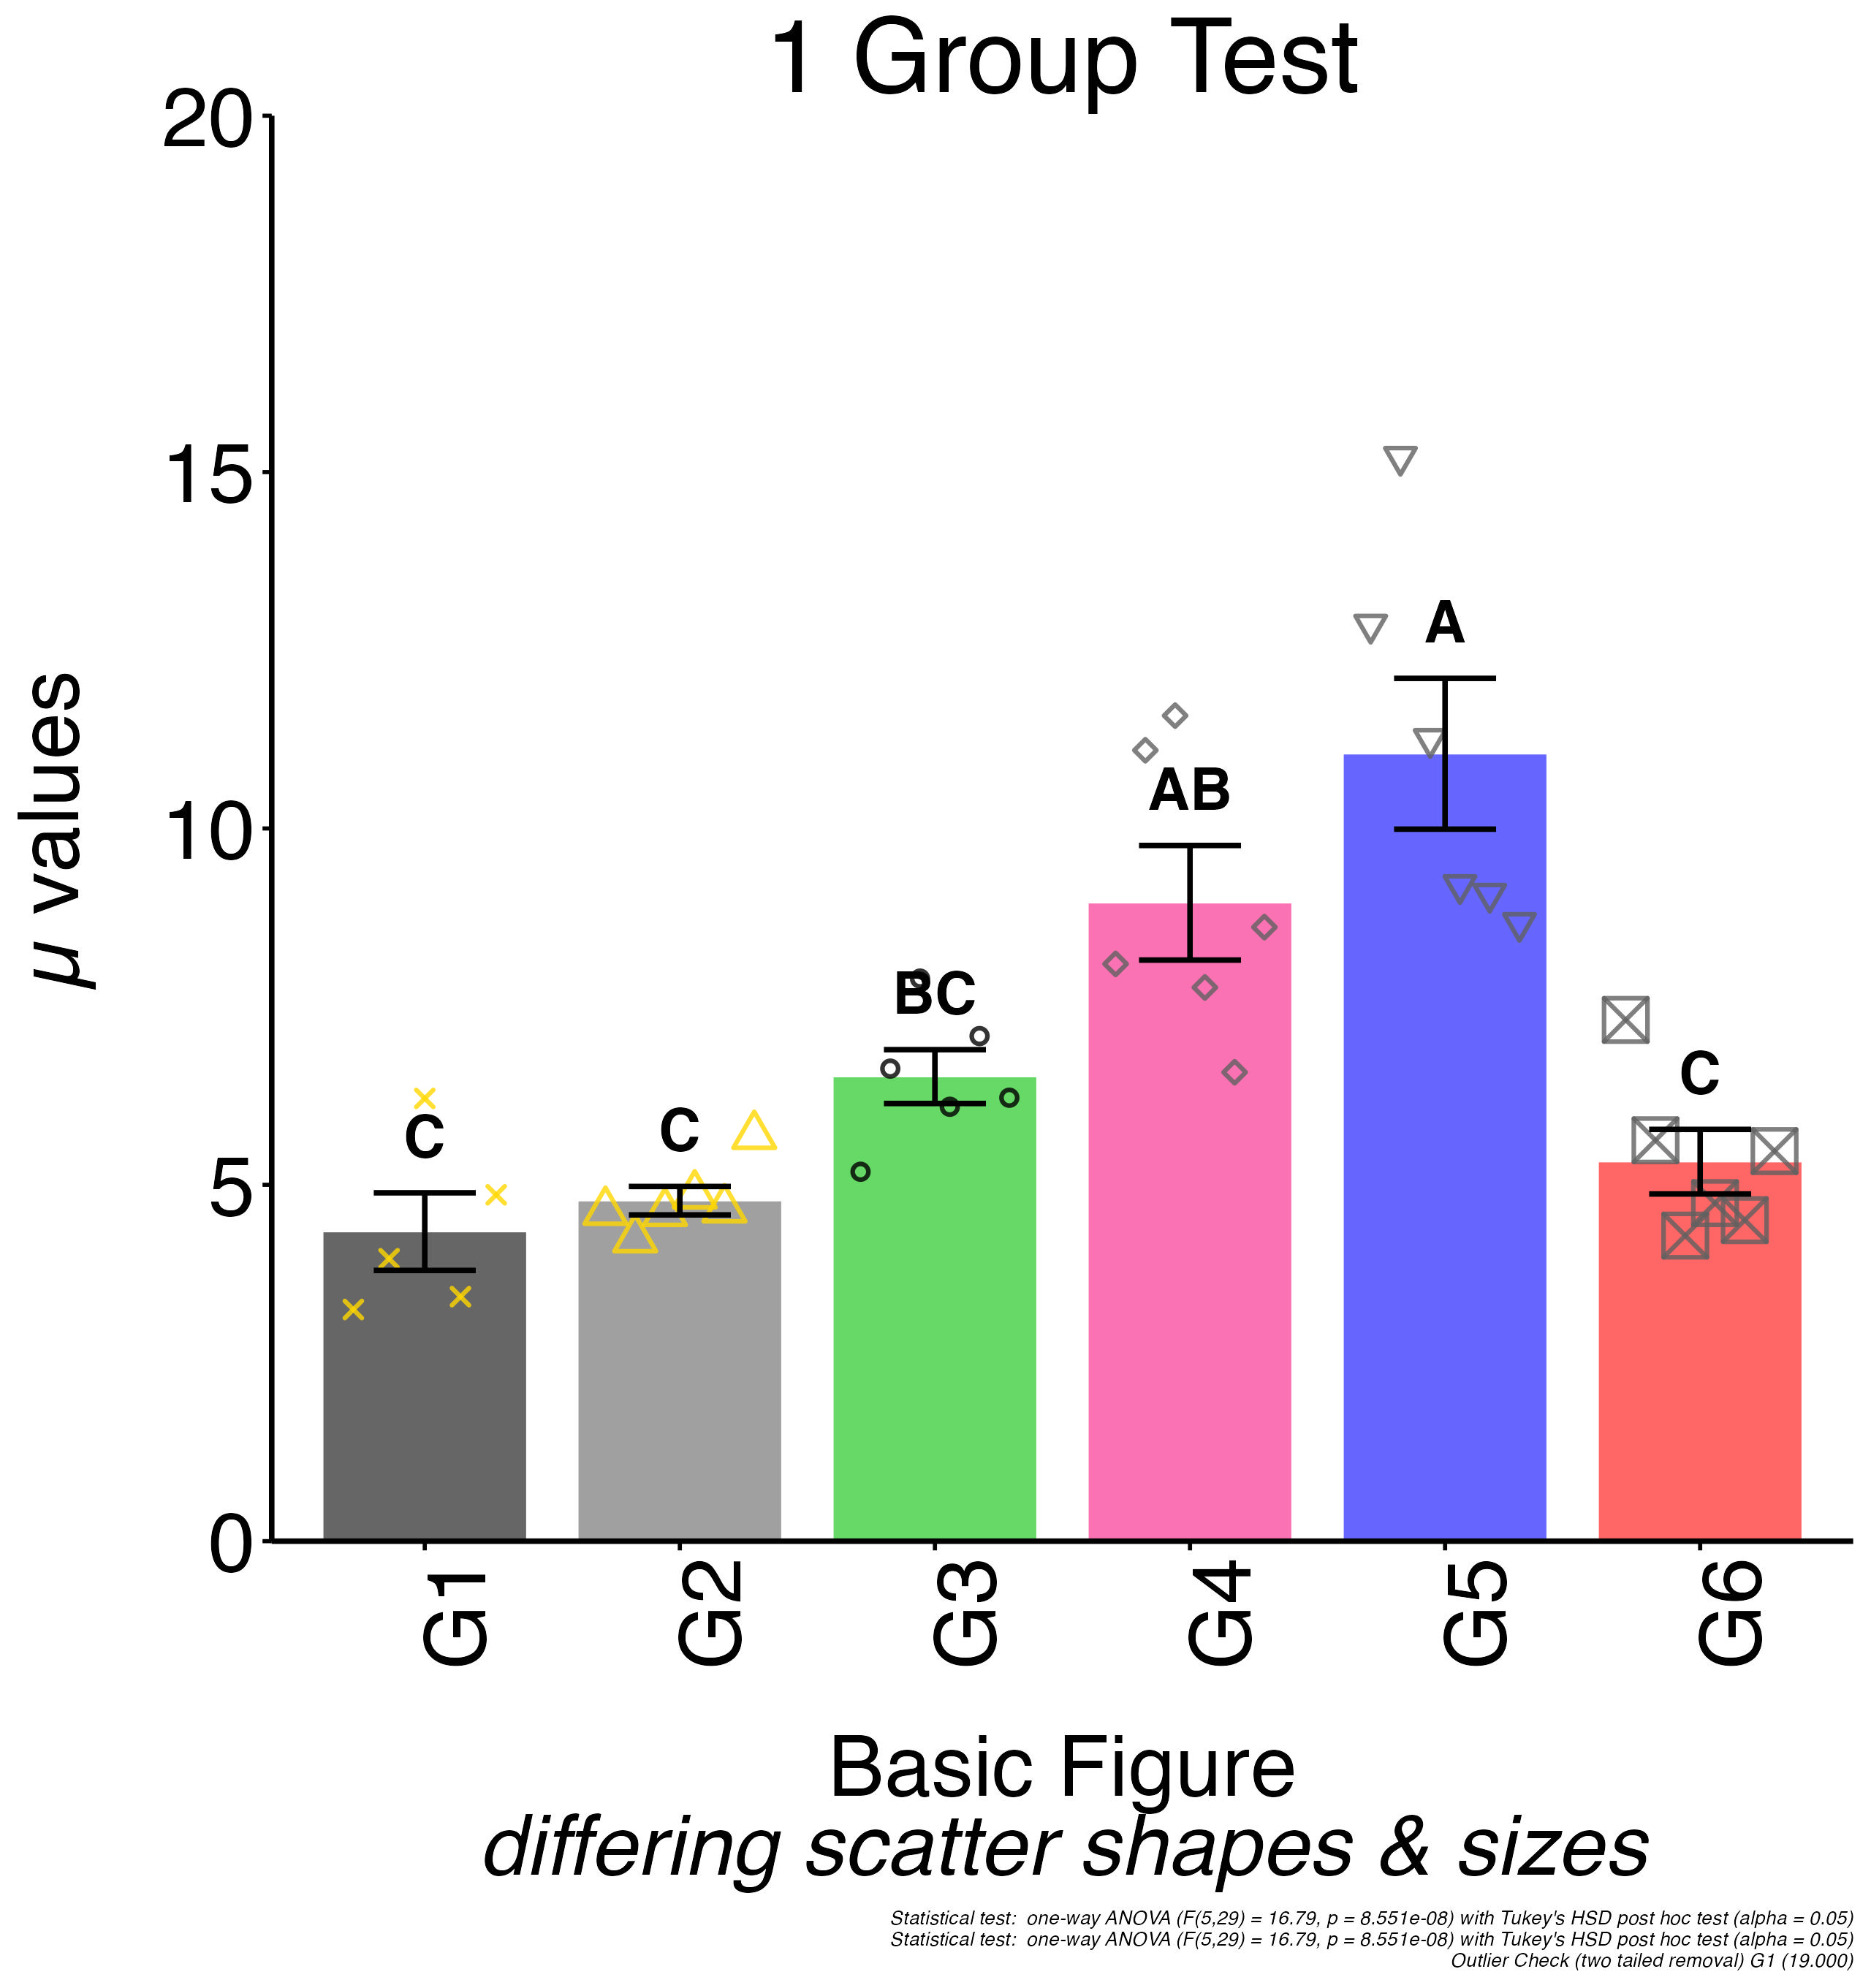 1 Group Test
20
15
10
5
0
μ values
C
C
BC
AB
A
C
G1
G2
G3
G4
G5
G6
Basic Figure
differing scatter shapes & sizes
Statistical test:  one-way ANOVA (F(5,29) = 16.79, p = 8.551e-08) with Tukey's HSD post hoc test (alpha = 0.05)
Statistical test:  one-way ANOVA (F(5,29) = 16.79, p = 8.551e-08) with Tukey's HSD post hoc test (alpha = 0.05)
Outlier Check (two tailed removal) G1 (19.000)